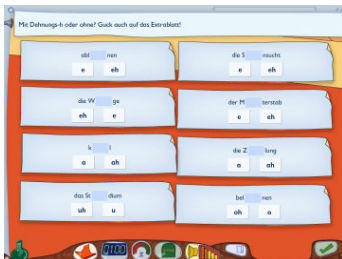 Mit Dehnungs-h oder ohne? Guck auch auf das Extrablatt!
abl nen
e eh
die S nsucht
e eh
die W ge
eh e
der M terstab
e eh
k l
a ah
die Z lung
a ah
das St dium
uh u
bel nen
oh o